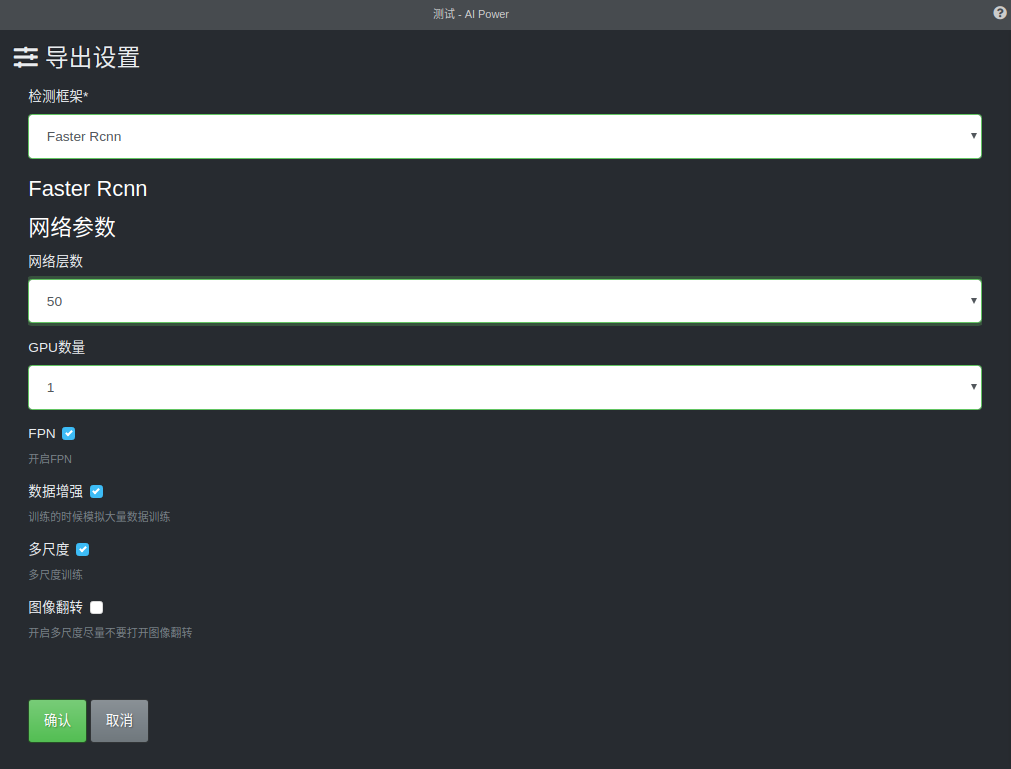 测试 - AI Power
导出设置
检测框架*
Faster Rcnn
Faster Rcnn
网络参数
网络层数
50
GPU数量
1
FPN
开启FPN
数据增强
训练的时候模拟大量数据训练
多尺度
多尺度训练
图像翻转
开启多尺度尽量不要打开图像翻转
确认 取消